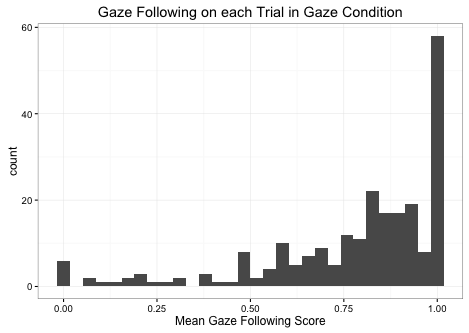 Gaze Following on each Trial in Gaze Condition
60
40
20
0
count
0.00 0.25 0.50 0.75 1.00
Mean Gaze Following Score